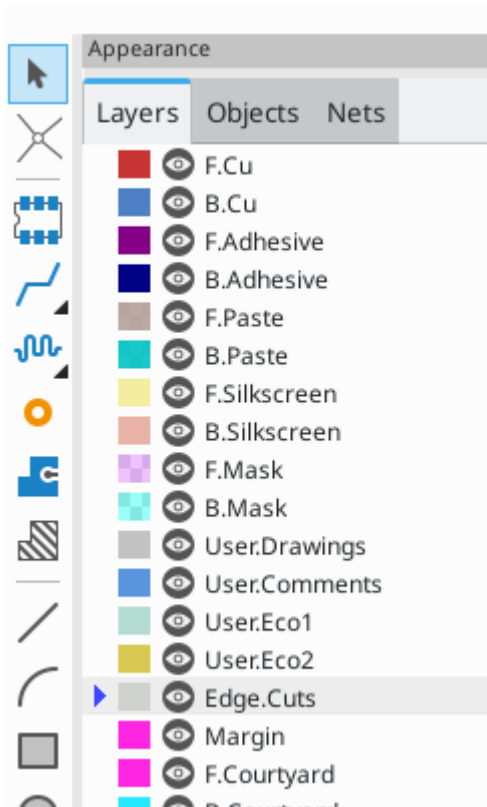 Appearance
Layers Objects Nets
F.Cu
B.Cu
F.Adhesive
B.Adhesive
F.Paste
B.Paste
F.Silkscreen
B.Silkscreen
F.Mask
B.Mask
User.Drawings
User.Comments
User.Eco1
User.Eco2
Edge.Cuts
Margin
F.Courtyard